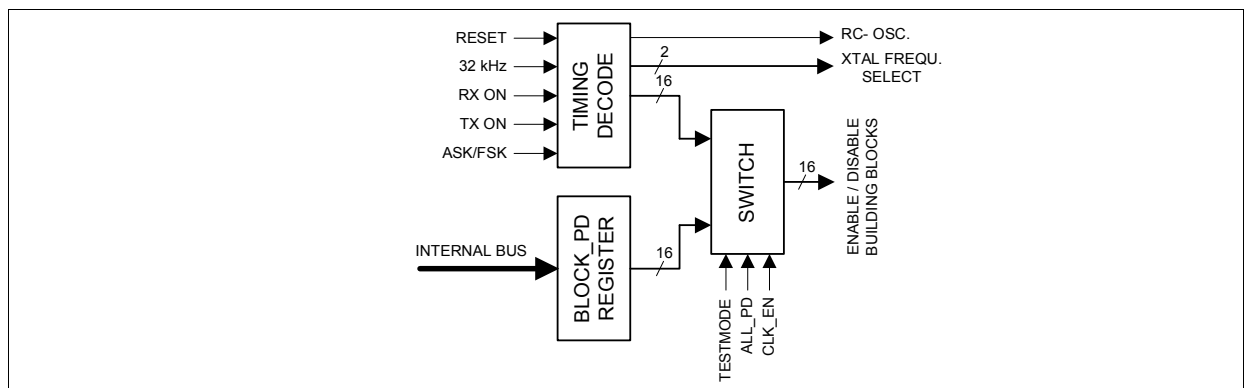 RESET
32 kHz
RX ON
TX ON
ASK/FSK
TIMING
DECODE
2
16
RC- OSC.
XTAL FREQU.
SELECT
INTERNAL BUS
BLOCK_PD
REGISTER
16
SWITCH
16
ENABLE / DISABLE
BUILDING BLOCKS
TESTMODE
ALL_PD
CLK_EN